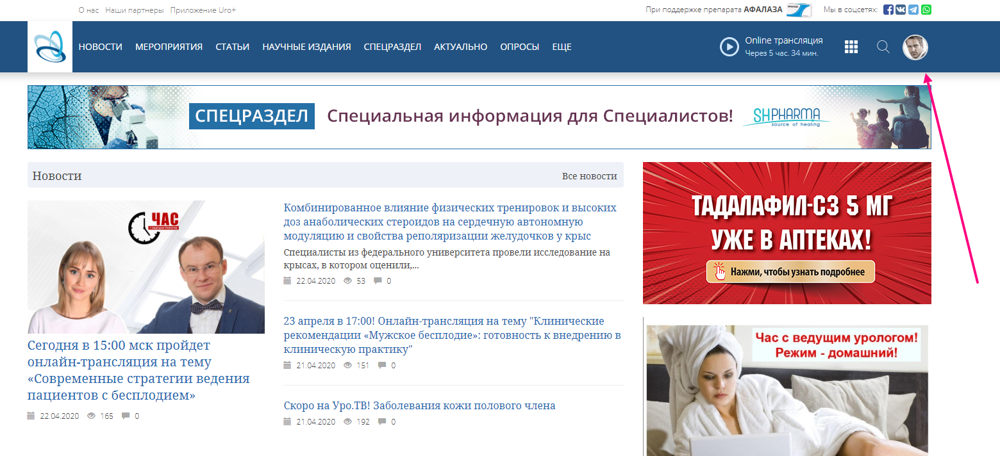 О нас Наши партнеры Приложение Uro+
При поддержке препарата АФАЛАЗА
АФАЛАЗА
Мы в соцсетях:
НОВОСТИ МЕРОПРИЯТИЯ СТАТЬИ НАУЧНЫЕ ИЗДАНИЯ СПЕЦРАЗДЕЛ АКТУАЛЬНО ОПРОСЫ ЕЩЕ
Online трансляция
Через 5 час. 34 мин.
СПЕЦРАЗДЕЛ Специальная информация для Специалистов!
SHPHARMA
source of healing
Новости
Все новости
ЧАС
Сегодня в 15:00 мск пройдет
онлайн-трансляция на тему
«Современные стратегии ведения
пациентов с бесплодием»
22.04.2020 165 0
Комбинированное влияние физических тренировок и высоких
доз анаболических стероидов на сердечную автономную
модуляцию и свойства реполяризации желудочков у крыс
Специалисты из федерального университета провели исследование на
крысах, в котором оценили,...
22.04.2020 53 0
23 апреля в 17:00! Онлайн-трансляция на тему "Клинические
рекомендации «Мужское бесплодие»: готовность к внедрению в
клиническую практику"
21.04.2020 151 0
Скоро на Уро.ТВ! Заболевания кожи полового члена
21.04.2020 192 0
ТАДАЛАФИЛ-СЗ 5 МГ
УЖЕ В АПТЕКАХ!
Нажми, чтобы узнать подробнее
Час с ведущим урологом!
Режим - домашний!